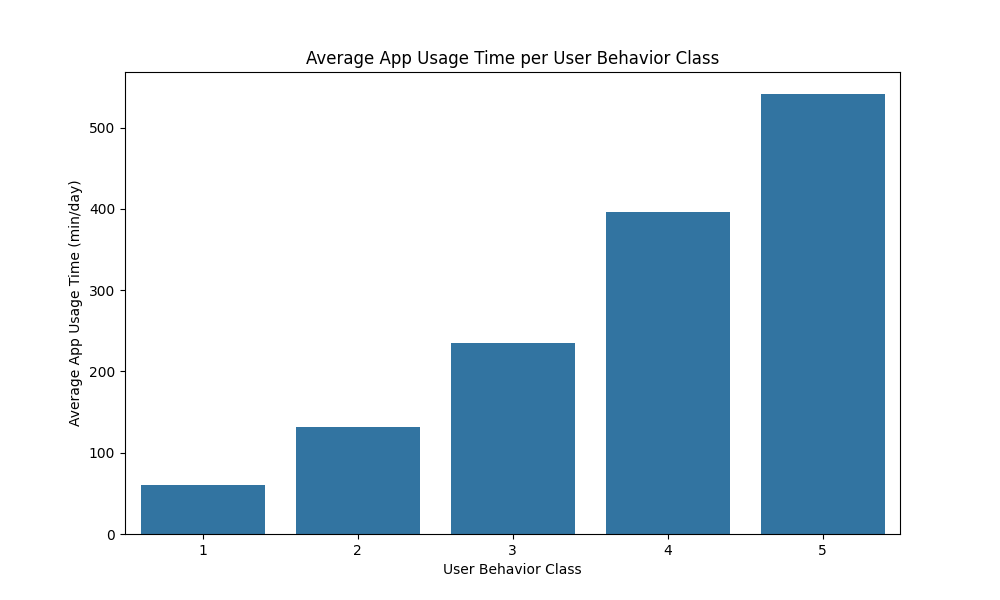 Average App Usage Time per User Behavior Class
Average App Usage Time (min/day)
500
400
300
200
100
0
1 2 3 4 5
User Behavior Class